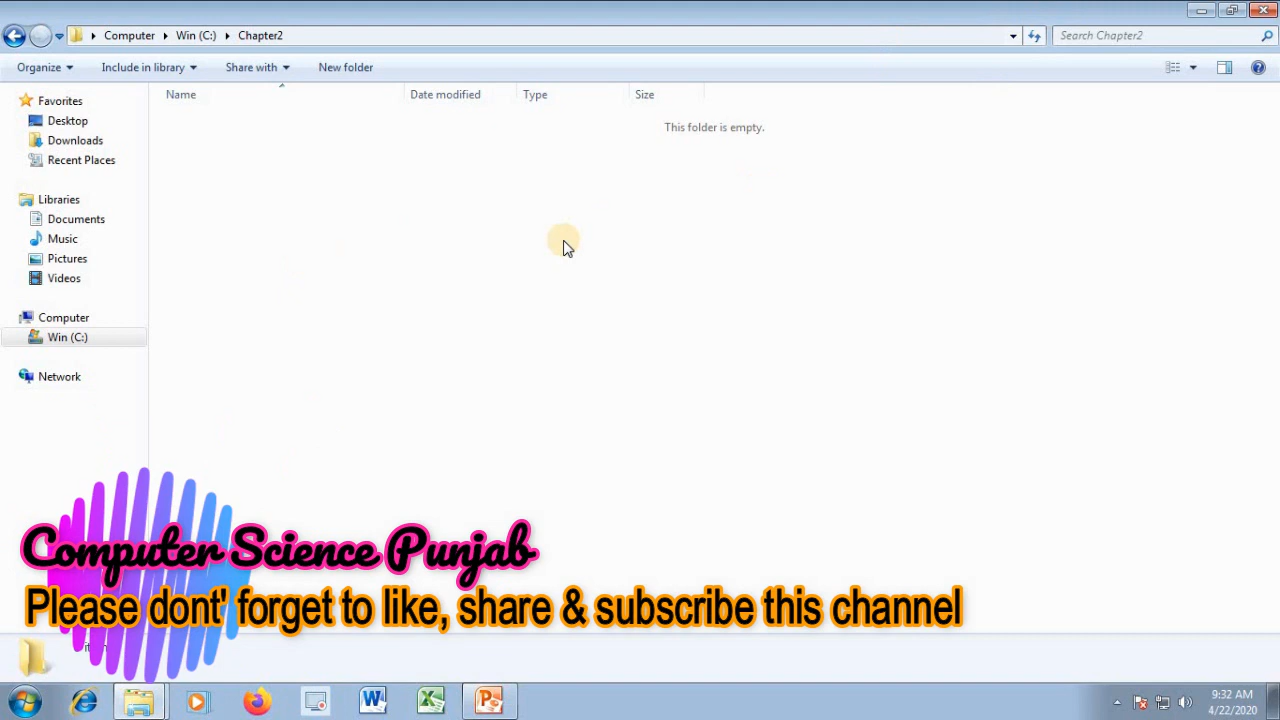 Computer
Win (C:)
Chapter2
Search Chapter2
Organize
Include in library
Share with
New folder
Name
Date modified
Type
Size
This folder is empty.
Favorites
Desktop
Downloads
Recent Places
Libraries
Documents
Music
Pictures
Videos
Computer
Win (C:)
Network
Computer Science Punjab
Please dont' forget to like, share & subscribe this channel
9:32 AM
4/22/2020